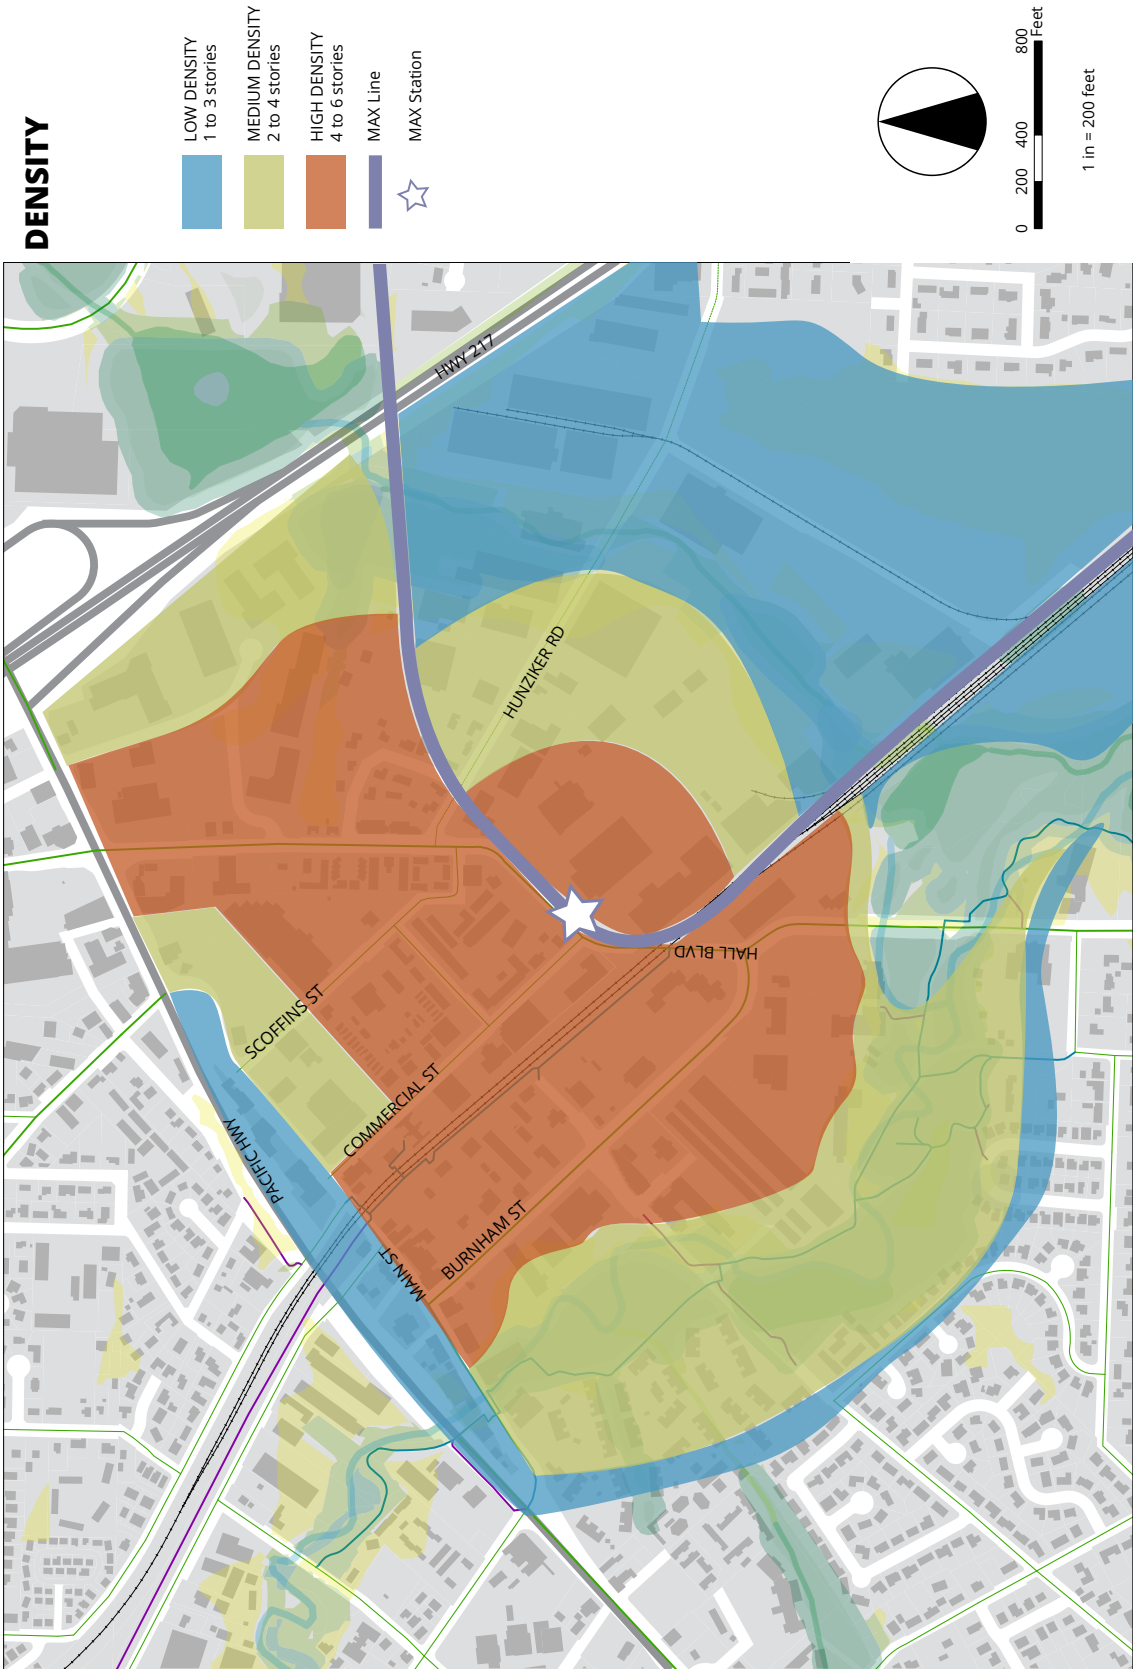 DENSITY
LOW DENSITY
1 to 3 stories
MEDIUM DENSITY
2 to 4 stories
HIGH DENSITY
4 to 6 stories
MAX Line
MAX Station
0
200
400
800
Feet
1 in = 200 feet
HWY 217
HUNZIKER RD
HALL BLVD
SCOFFINS ST
COMMERCIAL ST
PACIFIC HWY
MAIN ST
BURNHAM ST